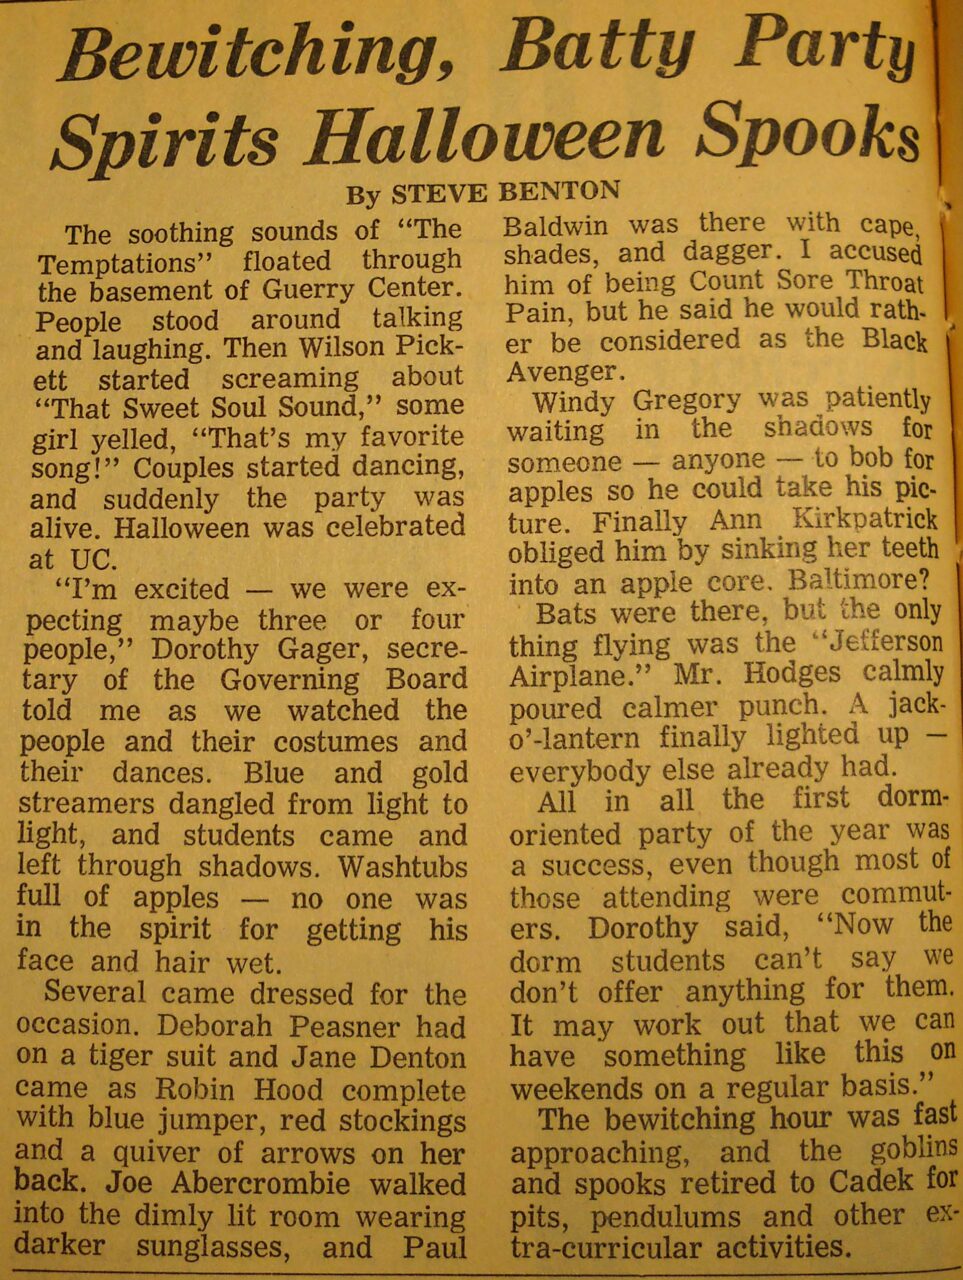 Bewitching, Batty Party
Spirits Halloween Spooks
By STEVE BENTON
The soothing sounds of “The
Temptations” floated through
the basement of Guerry Center.
People stood around talking
and laughing. Then Wilson Pick-
ett started screaming about
“That Sweet Soul Sound,” some
girl yelled, “That’s my favorite
song!” Couples started dancing,
and suddenly the party was
alive. Halloween was celebrated
at UC.
“I’m excited — we were ex-
pecting maybe three or four
people,” Dorothy Gager, secre-
tary of the Governing Board
told me as we watched the
people and their costumes and
their dances. Blue and gold
streamers dangled from light to
light, and students came and
left through shadows. Washtubs
full of apples — no one was
in the spirit for getting his
face and hair wet.
Several came dressed for the
occasion. Deborah Peasner had
on a tiger suit and Jane Denton
came as Robin Hood complete
with blue jumper, red stockings
and a quiver of arrows on her
back. Joe Abercrombie walked
into the dimly lit room wearing
darker sunglasses, and Paul
Baldwin was there with cape,
shades, and dagger. I accused
him of being Count Sore Throat
Pain, but he said he would rath-
er be considered as the Black
Avenger.
Windy Gregory was patiently
waiting in the shadows for
someone — anyone — to bob for
apples so he could take his pic-
ture. Finally Ann Kirkpatrick
obliged him by sinking her teeth
into an apple core. Baltimore?
Bats were there, but the only
thing flying was the “Jefferson
Airplane.” Mr. Hodges calmly
poured calmer punch. A jack-
o’-lantern finally lighted up —
everybody else already had.
All in all the first dorm-
oriented party of the year was
a success, even though most of
those attending were commut-
ers. Dorothy said, “Now the
dorm students can’t say we
don’t offer anything for them.
It may work out that we can
have something like this on
weekends on a regular basis.”
The bewitching hour was fast
approaching, and the goblins
and spooks retired to Cadek for
pits, pendulums and other ex-
tra-curricular activities.